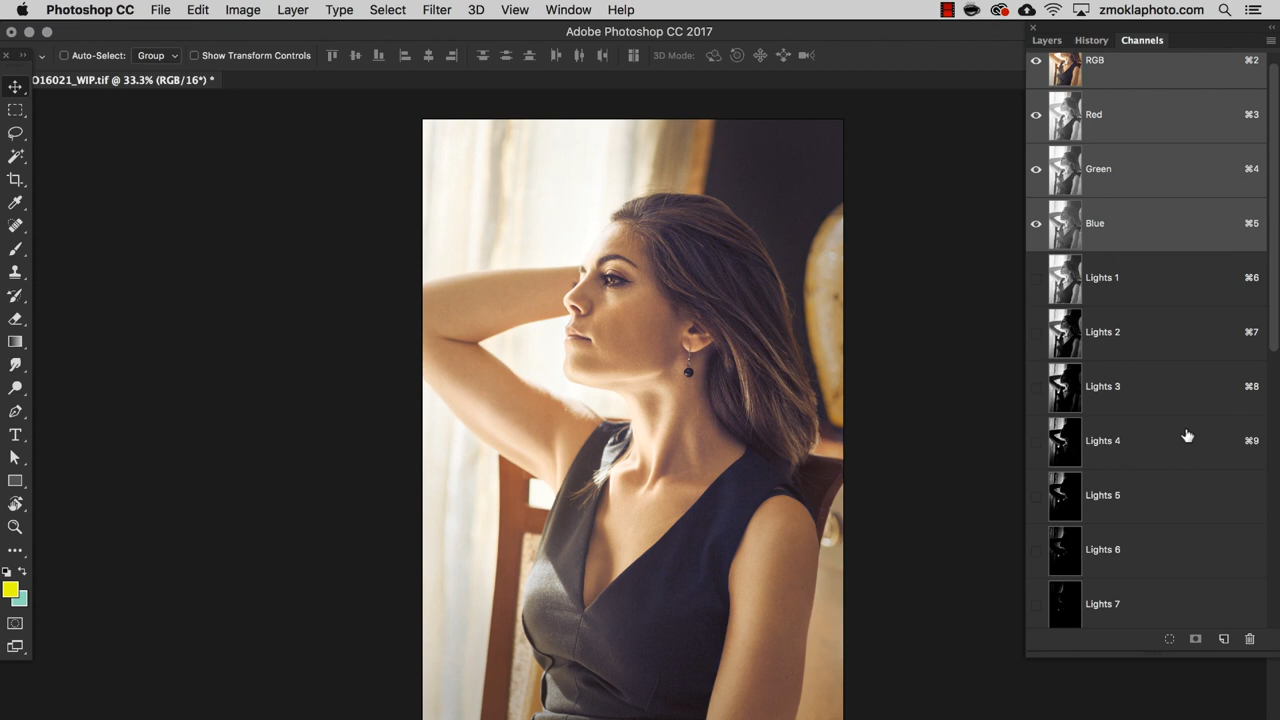 Photoshop CC File Edit Image Layer Type Select Filter 3D View Window Help zmoklaphoto.com
Adobe Photoshop CC 2017
Auto-Select: Group Show Transform Controls 3D Mode:
O16021_WIP.tif @ 33.3% (RGB/16*) *
Layers History Channels
RGB ⌘2
Red ⌘3
Green ⌘4
Blue ⌘5
Lights 1 ⌘6
Lights 2 ⌘7
Lights 3 ⌘8
Lights 4 ⌘9
Lights 5
Lights 6
Lights 7